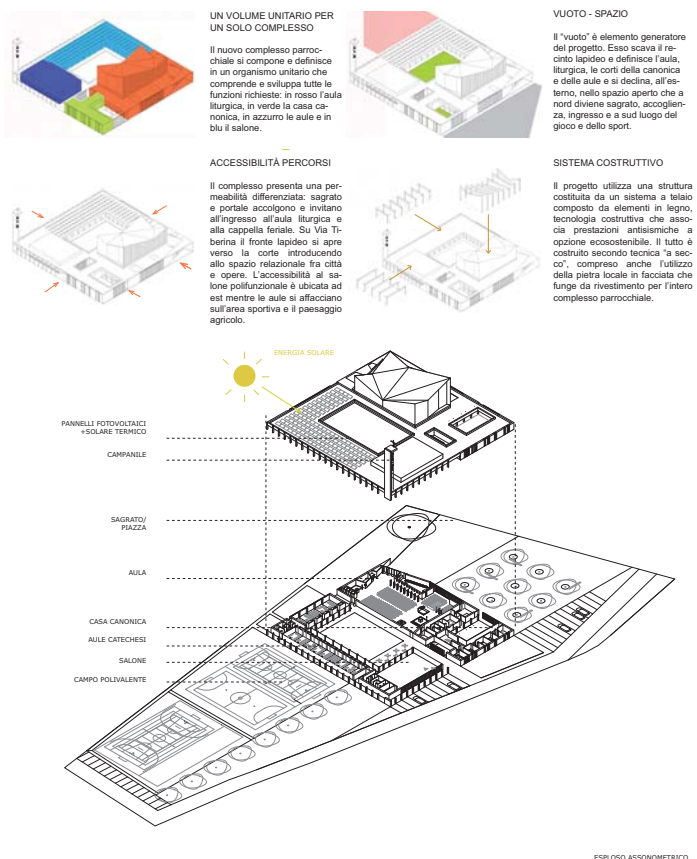 UN VOLUME UNITARIO PER
UN SOLO COMPLESSO
Il nuovo complesso parroc-
chiale si compone e definisce
in un organismo unitario che
comprende e sviluppa tutte le
funzioni richieste: in rosso l'aula
liturgica, in verde la casa ca-
nonica, in azzurro le aule e in
blu il salone.
VUOTO - SPAZIO
Il "vuoto" è elemento generatore
del progetto. Esso scava il re-
cinto lapideo e definisce l'aula,
liturgica, le corti della canonica
e delle aule e si declina, all'es-
terno, nello spazio aperto che a
nord diviene sagrato, accoglien-
za, ingresso e a sud luogo del
gioco e dello sport.
ACCESSIBILITÀ PERCORSI
Il complesso presenta una per-
meabilità differenziata: sagrato
e portale accolgono e invitano
all'ingresso all'aula liturgica e
alla cappella feriale. Su Via Ti-
berina il fronte lapideo si apre
verso la corte introducendo
allo spazio relazionale fra città
e opere. L'accessibilità al sa-
lone polifunzionale è ubicata ad
est mentre le aule si affacciano
sull'area sportiva e il paesaggio
agricolo.
SISTEMA COSTRUTTIVO
Il progetto utilizza una struttura
costituita da un sistema a telaio
composto da elementi in legno,
tecnologia costruttiva che asso-
cia prestazioni antisismiche a
opzione ecosostenibile. Il tutto è
costruito secondo tecnica "a sec-
co", compreso anche l'utilizzo
della pietra locale in facciata che
funge da rivestimento per l'intero
complesso parrocchiale.
ENERGIA SOLARE
PANNELLI FOTOVOLTAICI
+SOLARE TERMICO
CAMPANILE
SAGRATO/
PIAZZA
AULA
CASA CANONICA
AULE CATECHESI
SALONE
CAMPO POLIVALENTE
ESPLOSO ASSONOMETRICO